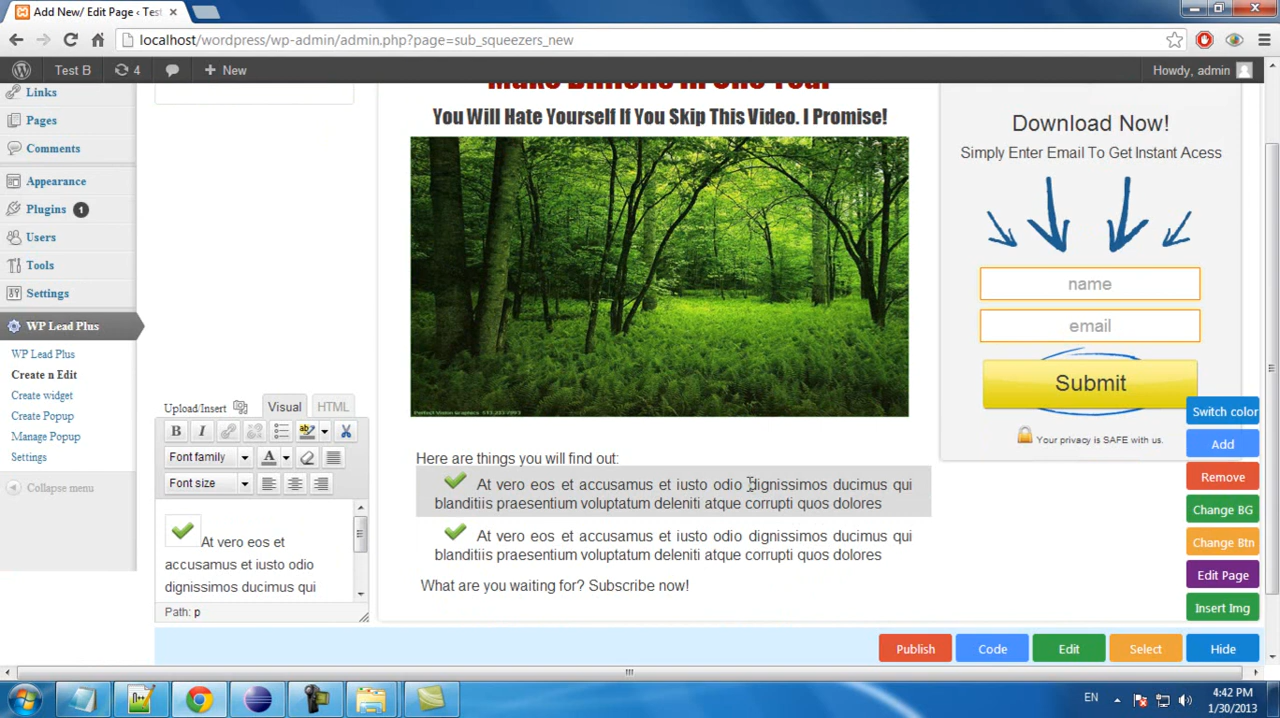 Add New/ Edit Page ‹ Test
localhost/wordpress/wp-admin/admin.php?page=sub_squeezers_new
Test B
4
New
Howdy, admin
Links
Pages
Comments
Appearance
Plugins 1
Users
Tools
Settings
WP Lead Plus
WP Lead Plus
Create n Edit
Create widget
Create Popup
Manage Popup
Settings
Collapse menu
Upload/Insert
Visual
HTML
B I
Font family
A
Font size
At vero eos et
accusamus et iusto odio
dignissimos ducimus qui
Path: p
You Will Hate Yourself If You Skip This Video. I Promise!
Here are things you will find out:
At vero eos et accusamus et iusto odio dignissimos ducimus qui
blanditiis praesentium voluptatum deleniti atque corrupti quos dolores
At vero eos et accusamus et iusto odio dignissimos ducimus qui
blanditiis praesentium voluptatum deleniti atque corrupti quos dolores
What are you waiting for? Subscribe now!
Download Now!
Simply Enter Email To Get Instant Acess
name
email
Submit
Your privacy is SAFE with us.
Switch color
Add
Remove
Change BG
Change Btn
Edit Page
Insert Img
Publish
Code
Edit
Select
Hide
EN
4:42 PM
1/30/2013